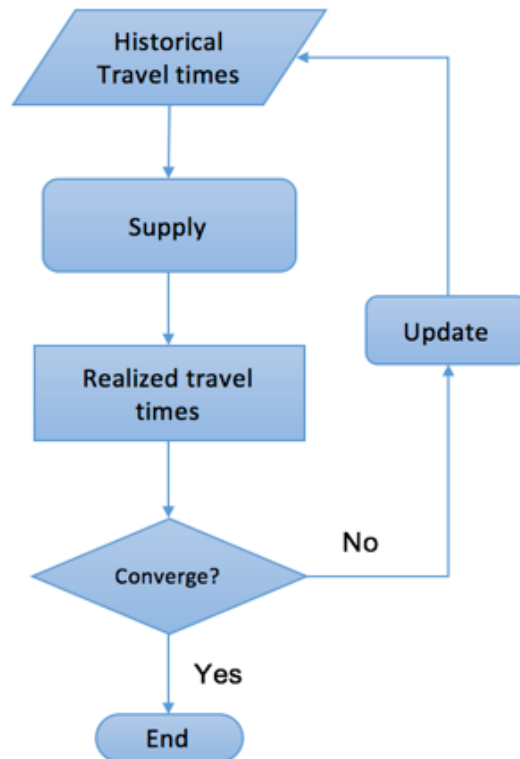 Historical
Travel times
Supply
Update
Realized travel
times
No
Converge?
Yes
End